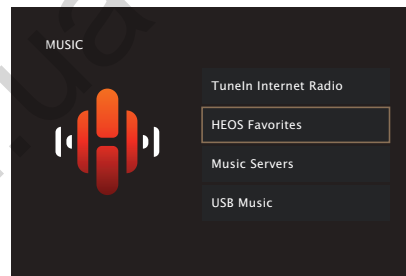 MUSIC
TuneIn Internet Radio
HEOS Favorites
Music Servers
USB Music